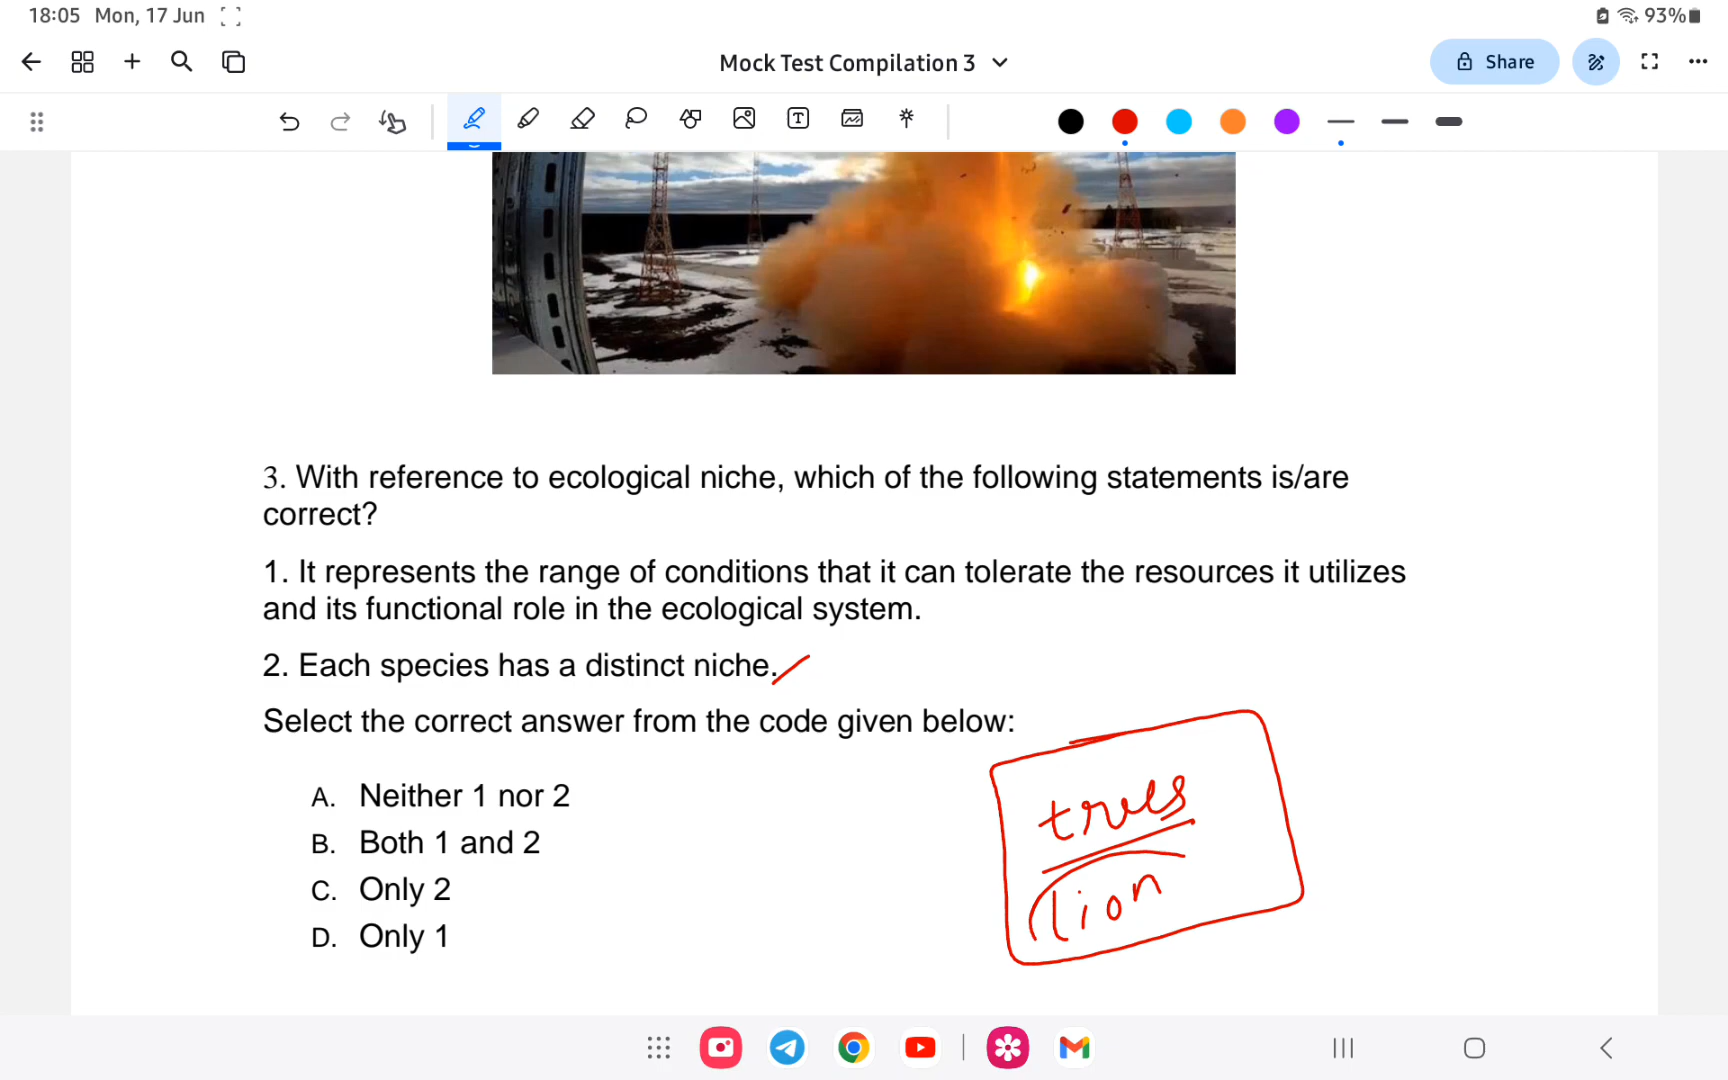 18:05 Mon, 17 Jun
93%
Mock Test Compilation 3
Share
3. With reference to ecological niche, which of the following statements is/are
correct?
1. It represents the range of conditions that it can tolerate the resources it utilizes
and its functional role in the ecological system.
2. Each species has a distinct niche.
Select the correct answer from the code given below:
A. Neither 1 nor 2
B. Both 1 and 2
C. Only 2
D. Only 1
trees
lion